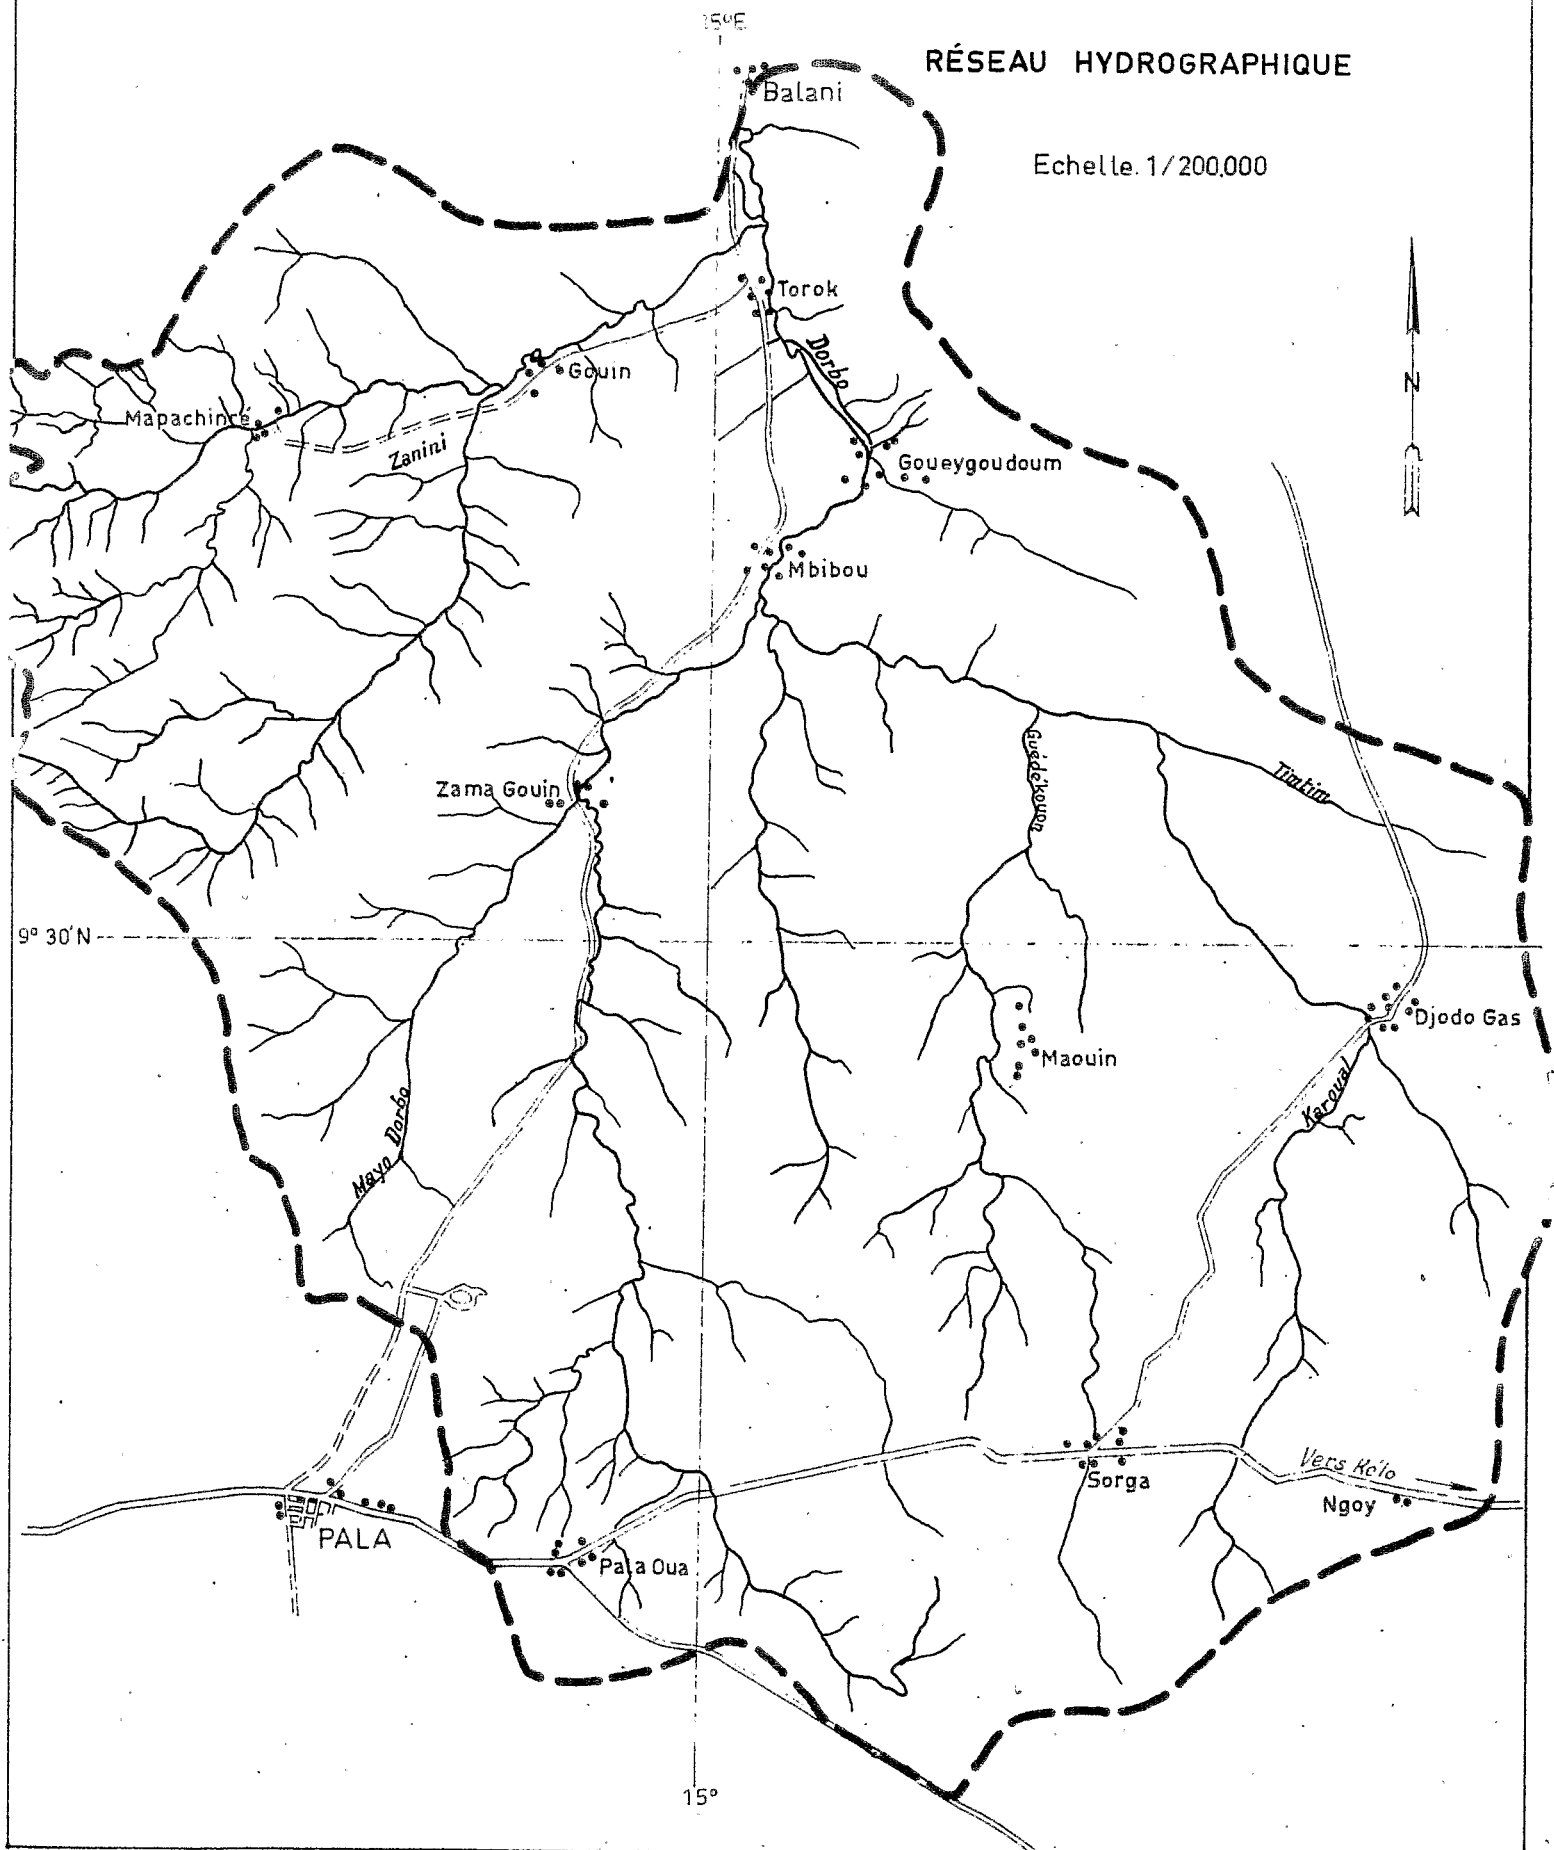 15°E
RÉSEAU HYDROGRAPHIQUE
Balani
Echelle. 1/200.000
Torok
Dorbo
Gouin
N
Mapachinré
Zanini
Goueygoudoum
Mbibou
Guédékouon
Timtim
Zama Gouin
9° 30'N
Djodo Gas
Maouin
Karoual
Mayo Dorbo
Vers Kélo
Sorga
Ngoy
PALA
Pala Oua
15°